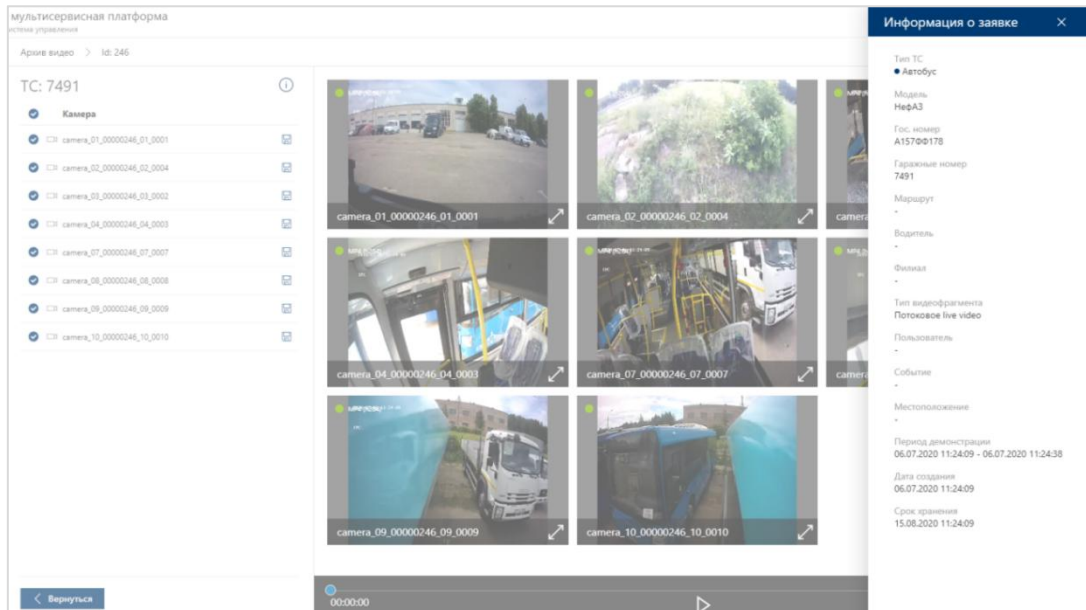 мультисервисная платформа
система управления
Архив видео > Id: 246
ТС: 7491
Камера
camera_01_00000246_01_0001
camera_02_00000246_02_0004
camera_03_00000246_03_0002
camera_04_00000246_04_0003
camera_07_00000246_07_0007
camera_08_00000246_08_0008
camera_09_00000246_09_0009
camera_10_00000246_10_0010
Вернуться
camera_01_00000246_01_0001
camera_02_00000246_02_0004
camera
camera_04_00000246_04_0003
camera_07_00000246_07_0007
camera
camera_09_00000246_09_0009
camera_10_00000246_10_0010
00:00:00
Информация о заявке
Тип ТС
Автобус
Модель
НефАЗ
Гос. номер
А157ФФ178
Гаражные номер
7491
Маршрут
-
Водитель
-
Филиал
-
Тип видеофрагмента
Потоковое live video
Пользователь
-
Событие
-
Местоположение
-
Период демонстрации
06.07.2020 11:24:09 - 06.07.2020 11:24:38
Дата создания
06.07.2020 11:24:09
Срок хранения
15.08.2020 11:24:09